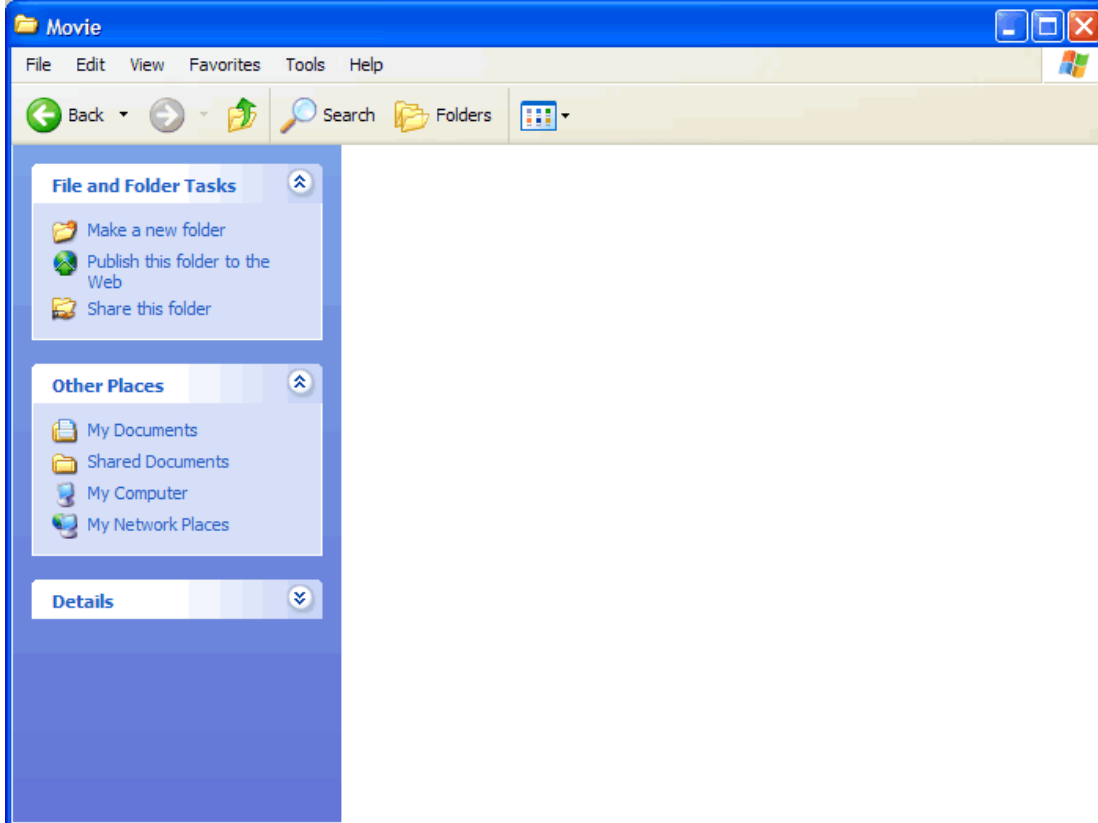 Movie
File Edit View Favorites Tools Help
Back Search Folders
File and Folder Tasks
Make a new folder
Publish this folder to the
Web
Share this folder
Other Places
My Documents
Shared Documents
My Computer
My Network Places
Details